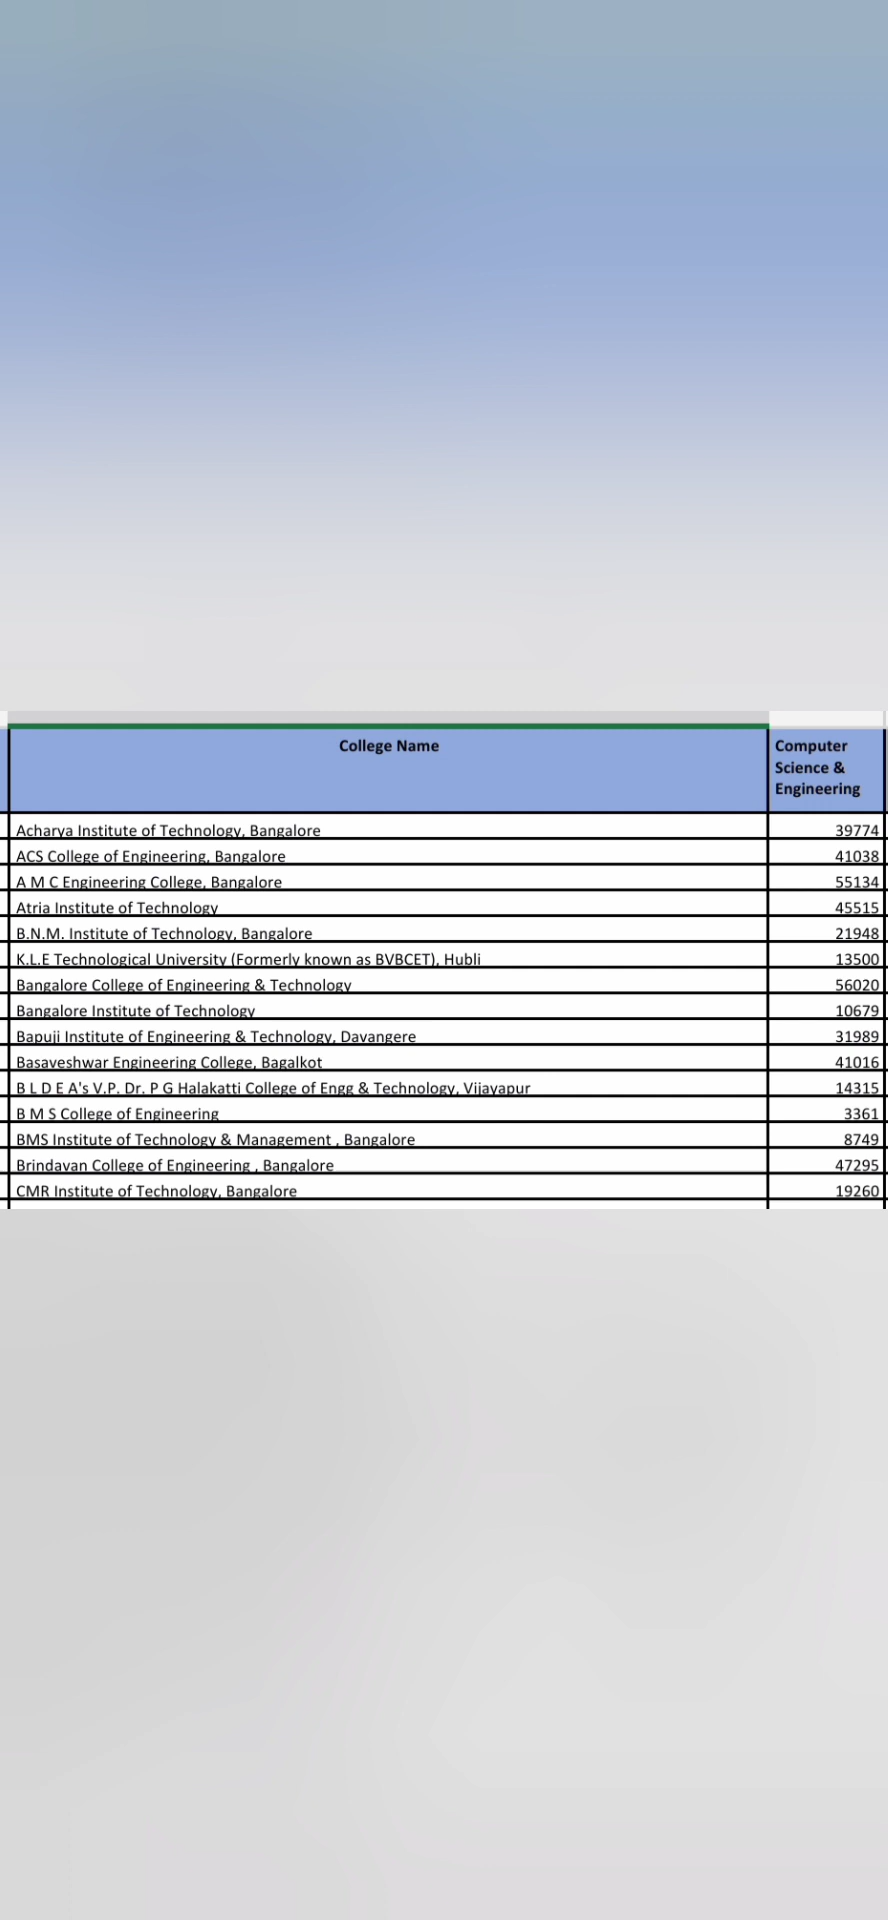 College Name Computer
Science &
Engineering
Acharya Institute of Technology, Bangalore 39774
ACS College of Engineering, Bangalore 41038
A M C Engineering College, Bangalore 55134
Atria Institute of Technology 45515
B.N.M. Institute of Technology, Bangalore 21948
K.L.E Technological University (Formerly known as BVBCET), Hubli 13500
Bangalore College of Engineering & Technology 56020
Bangalore Institute of Technology 10679
Bapuji Institute of Engineering & Technology, Davangere 31989
Basaveshwar Engineering College, Bagalkot 41016
B L D E A's V.P. Dr. P G Halakatti College of Engg & Technology, Vijayapur 14315
B M S College of Engineering 3361
BMS Institute of Technology & Management , Bangalore 8749
Brindavan College of Engineering , Bangalore 47295
CMR Institute of Technology, Bangalore 19260